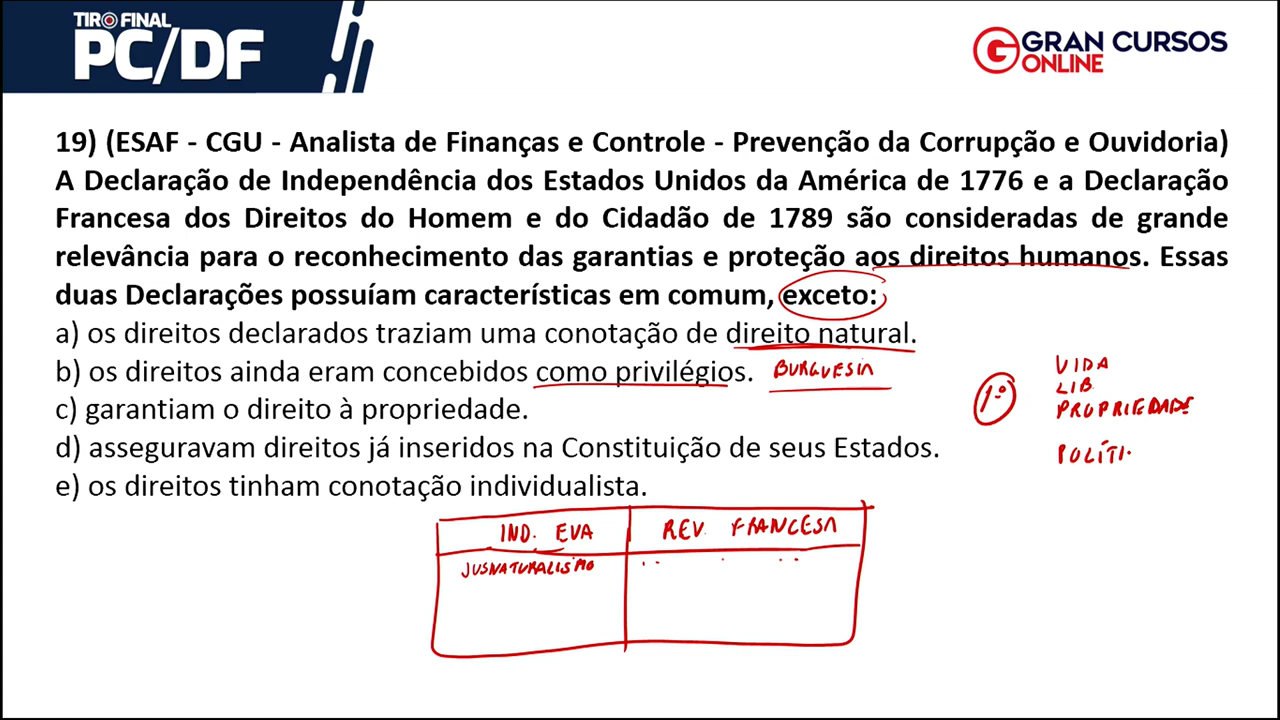 TIRO FINAL
PC/DF
GRAN CURSOS
ONLINE
19) (ESAF - CGU - Analista de Finanças e Controle - Prevenção da Corrupção e Ouvidoria)
A Declaração de Independência dos Estados Unidos da América de 1776 e a Declaração
Francesa dos Direitos do Homem e do Cidadão de 1789 são consideradas de grande
relevância para o reconhecimento das garantias e proteção aos direitos humanos. Essas
duas Declarações possuíam características em comum, exceto:
a) os direitos declarados traziam uma conotação de direito natural.
b) os direitos ainda eram concebidos como privilégios. BURGUESIA
c) garantiam o direito à propriedade.
d) asseguravam direitos já inseridos na Constituição de seus Estados.
e) os direitos tinham conotação individualista.
1º
VIDA
LIB
PROPRIEDADE
POLÍTI.
IND. EUA REV. FRANCESA
JUSNATURALISMO